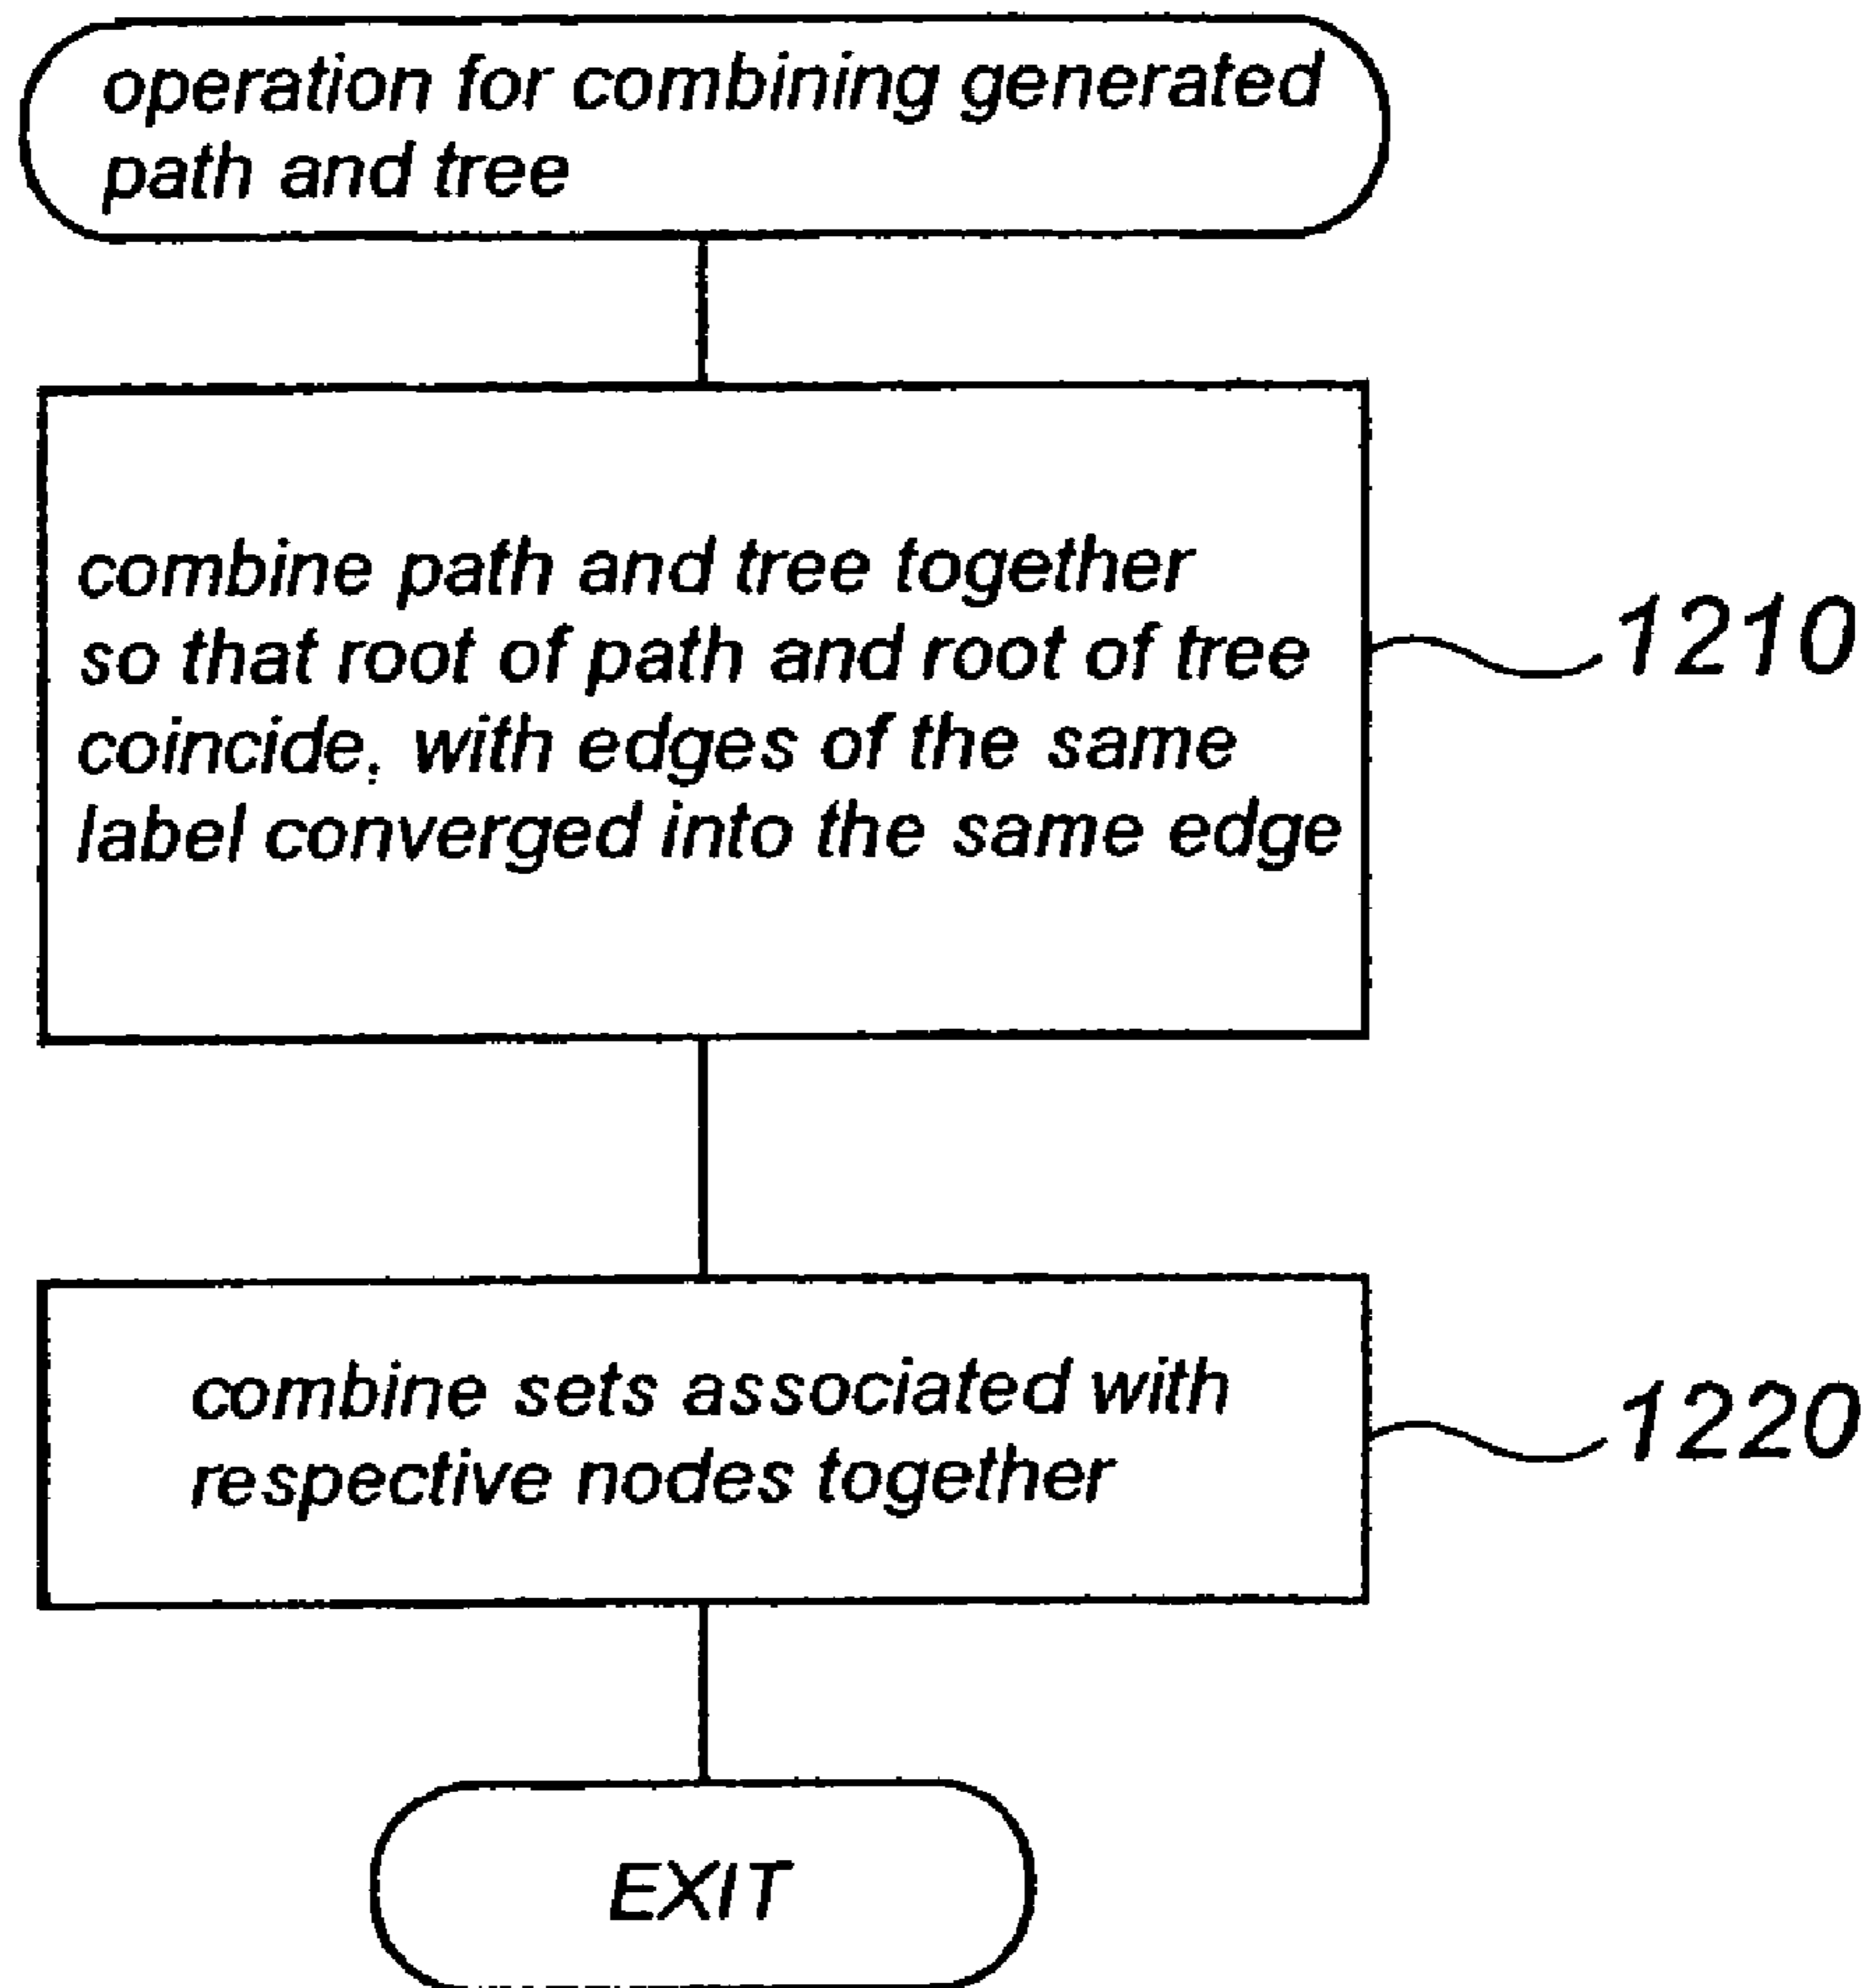 operation for combining generated
path and tree
combine path and tree together
so that root of path and root of tree
coincide, with edges of the same
label converged into the same edge
1210
combine sets associated with
respective nodes together
1220
EXIT